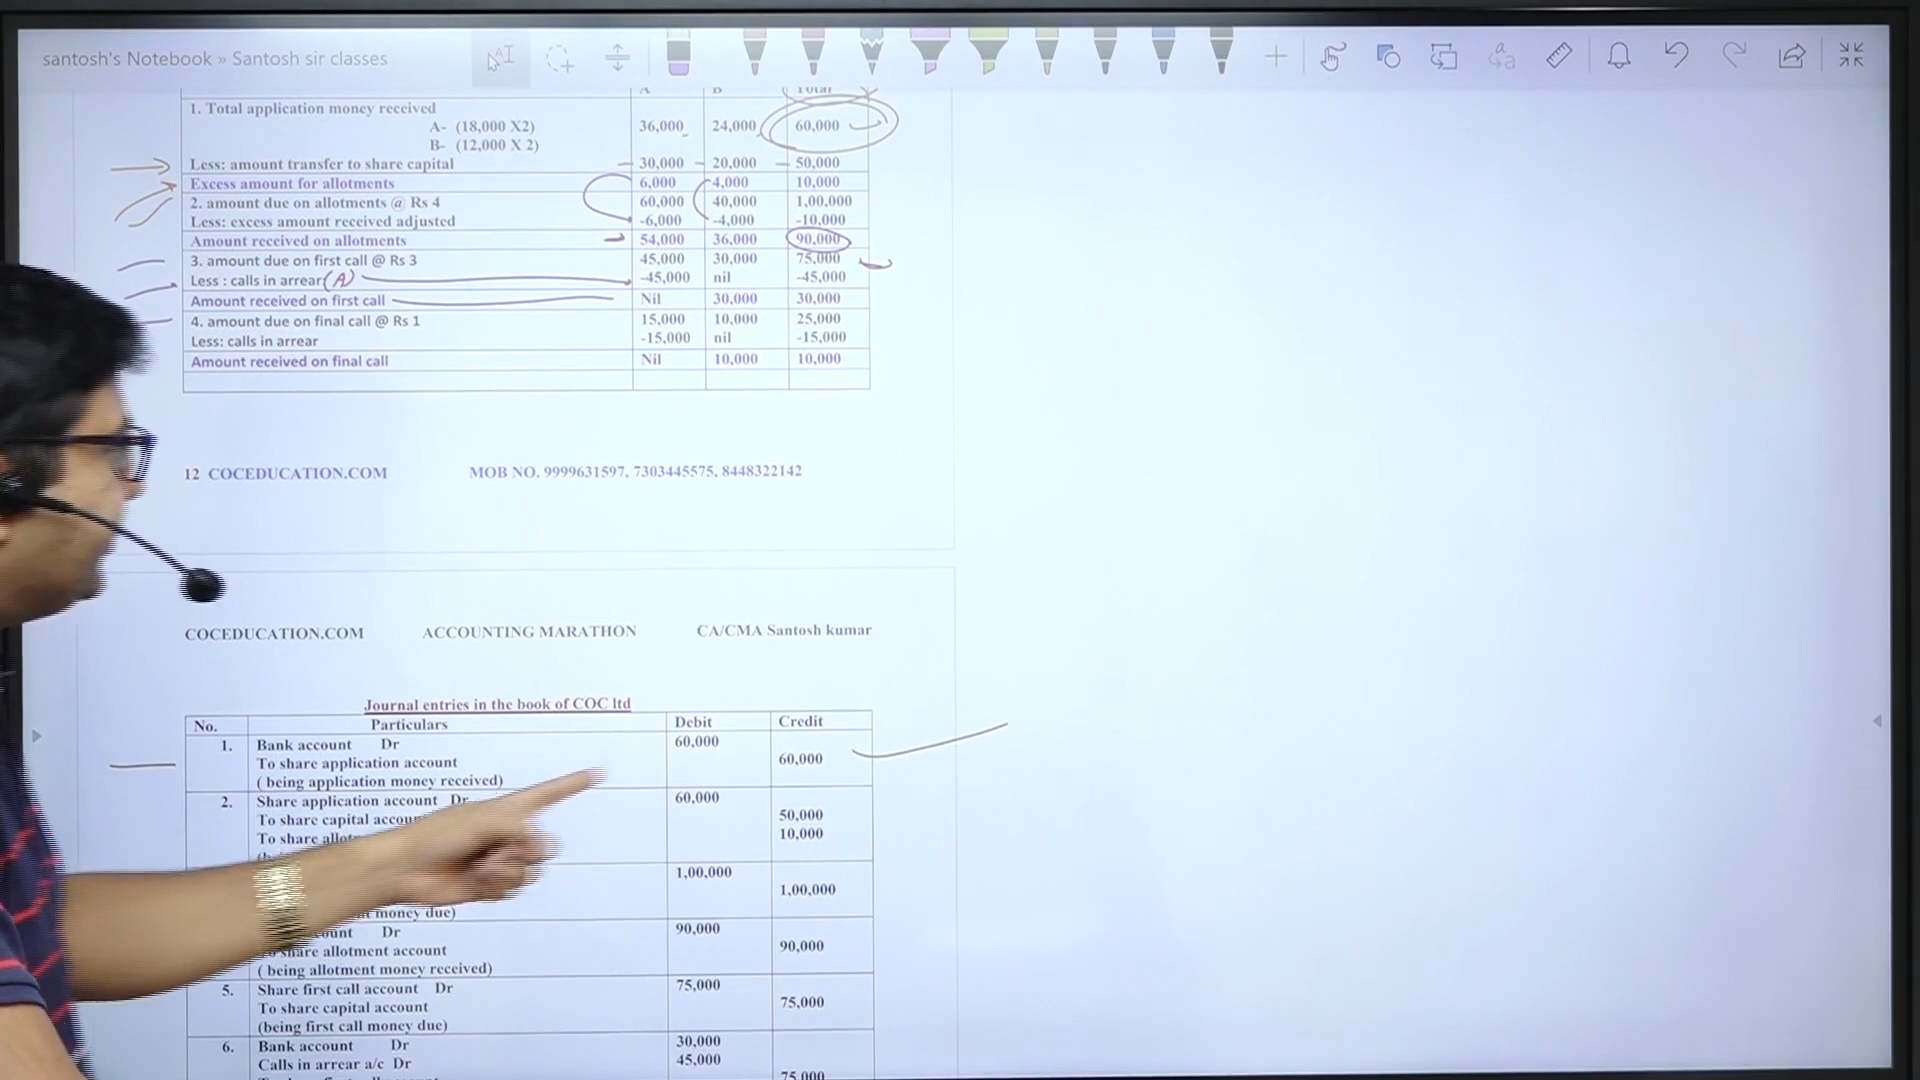 santosh's Notebook » Santosh sir classes
A B Total
1. Total application money received
A- (18,000 X2) 36,000 24,000 60,000
B- (12,000 X 2)
Less: amount transfer to share capital 30,000 20,000 50,000
Excess amount for allotments 6,000 4,000 10,000
2. amount due on allotments @ Rs 4 60,000 40,000 1,00,000
Less: excess amount received adjusted -6,000 -4,000 -10,000
Amount received on allotments 54,000 36,000 90,000
3. amount due on first call @ Rs 3 45,000 30,000 75,000
Less : calls in arrear (A) -45,000 nil -45,000
Amount received on first call Nil 30,000 30,000
4. amount due on final call @ Rs 1 15,000 10,000 25,000
Less: calls in arrear -15,000 nil -15,000
Amount received on final call Nil 10,000 10,000
12 COCEDUCATION.COM MOB NO. 9999631597, 7303445575, 8448322142
COCEDUCATION.COM ACCOUNTING MARATHON CA/CMA Santosh kumar
Journal entries in the book of COC ltd
No. Particulars Debit Credit
1. Bank account Dr 60,000
To share application account 60,000
( being application money received)
2. Share application account Dr 60,000
To share capital 50,000
To share 10,000
1,00,000
1,00,000
money due)
Dr 90,000
share allotment account 90,000
( being allotment money received)
5. Share first call account Dr 75,000
To share capital account 75,000
(being first call money due)
6. Bank account Dr 30,000
Calls in arrear a/c Dr 45,000
75,000